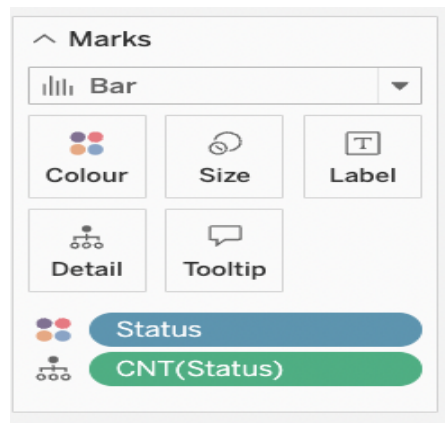 Marks
Bar
Colour
Size
T
Label
Detail
Tooltip
Status
CNT(Status)